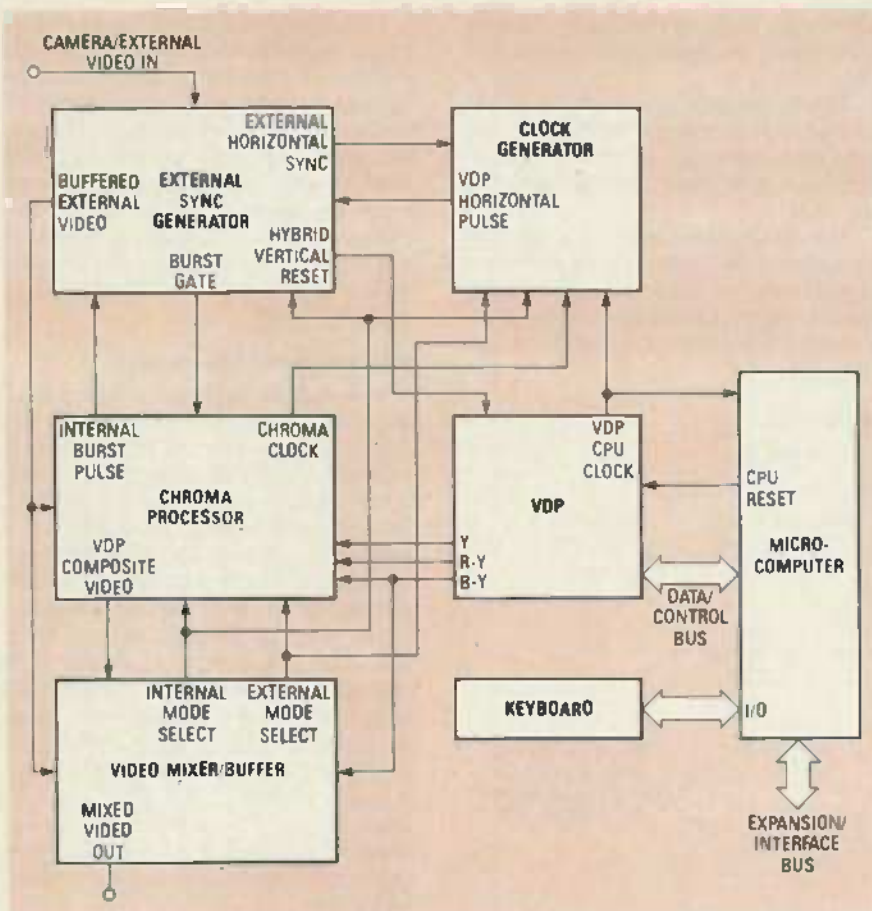 CAMERA/EXTERNAL
VIDEO IN
EXTERNAL
HORIZONTAL
SYNC
BUFFERED
EXTERNAL
VIDEO
EXTERNAL
SYNC
GENERATOR
HYBRID
VERTICAL
RESET
BURST
GATE
CLOCK
GENERATOR
VDP
HORIZONTAL
PULSE
INTERNAL
BURST
PULSE
CHROMA
CLOCK
CHROMA
PROCESSOR
VDP
COMPOSITE
VIDEO
VDP
CPU
CLOCK
VDP
Y
R-Y
B-Y
CPU
RESET
MICRO-
COMPUTER
DATA/
CONTROL
BUS
INTERNAL
MODE
SELECT
EXTERNAL
MODE
SELECT
VIDEO MIXER/BUFFER
MIXED
VIDEO
OUT
KEYBOARD
I/O
EXPANSION/
INTERFACE
BUS